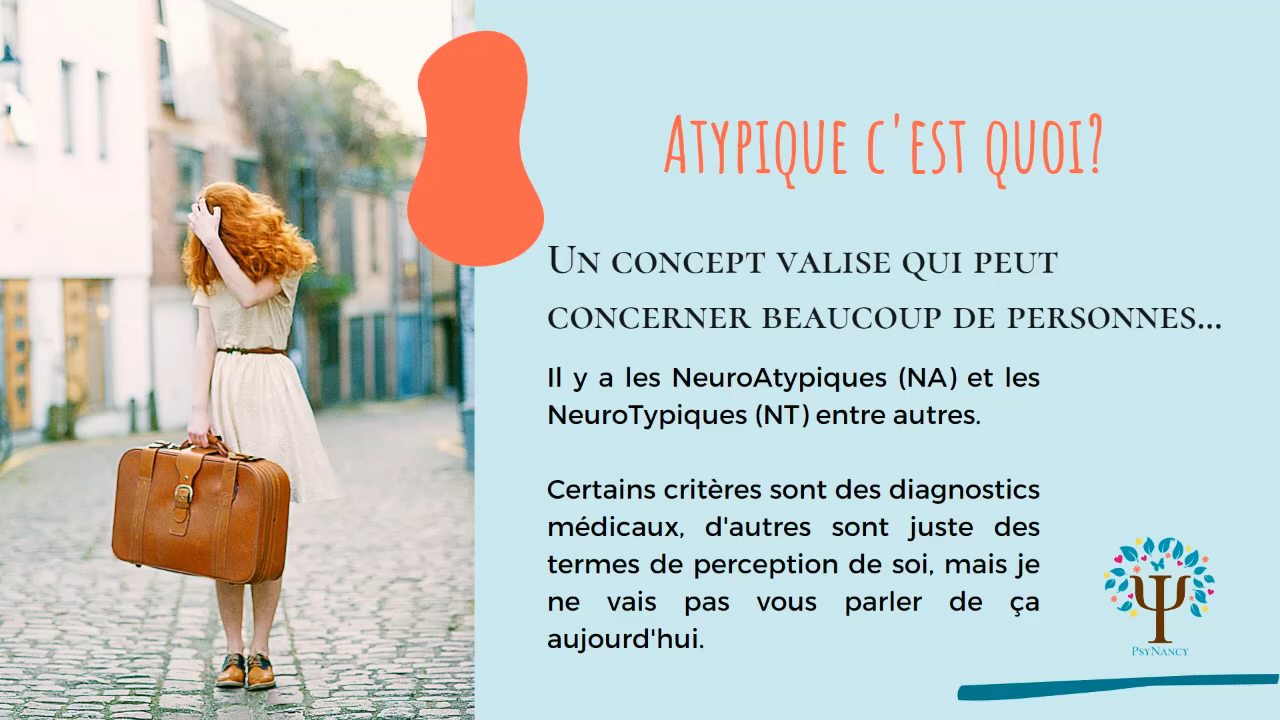 Atypique c'est quoi?
Un concept valise qui peut
concerner beaucoup de personnes...
Il y a les NeuroAtypiques (NA) et les
NeuroTypiques (NT) entre autres.
Certains critères sont des diagnostics
médicaux, d'autres sont juste des
termes de perception de soi, mais je
ne vais pas vous parler de ça
aujourd'hui.
PsyNancy